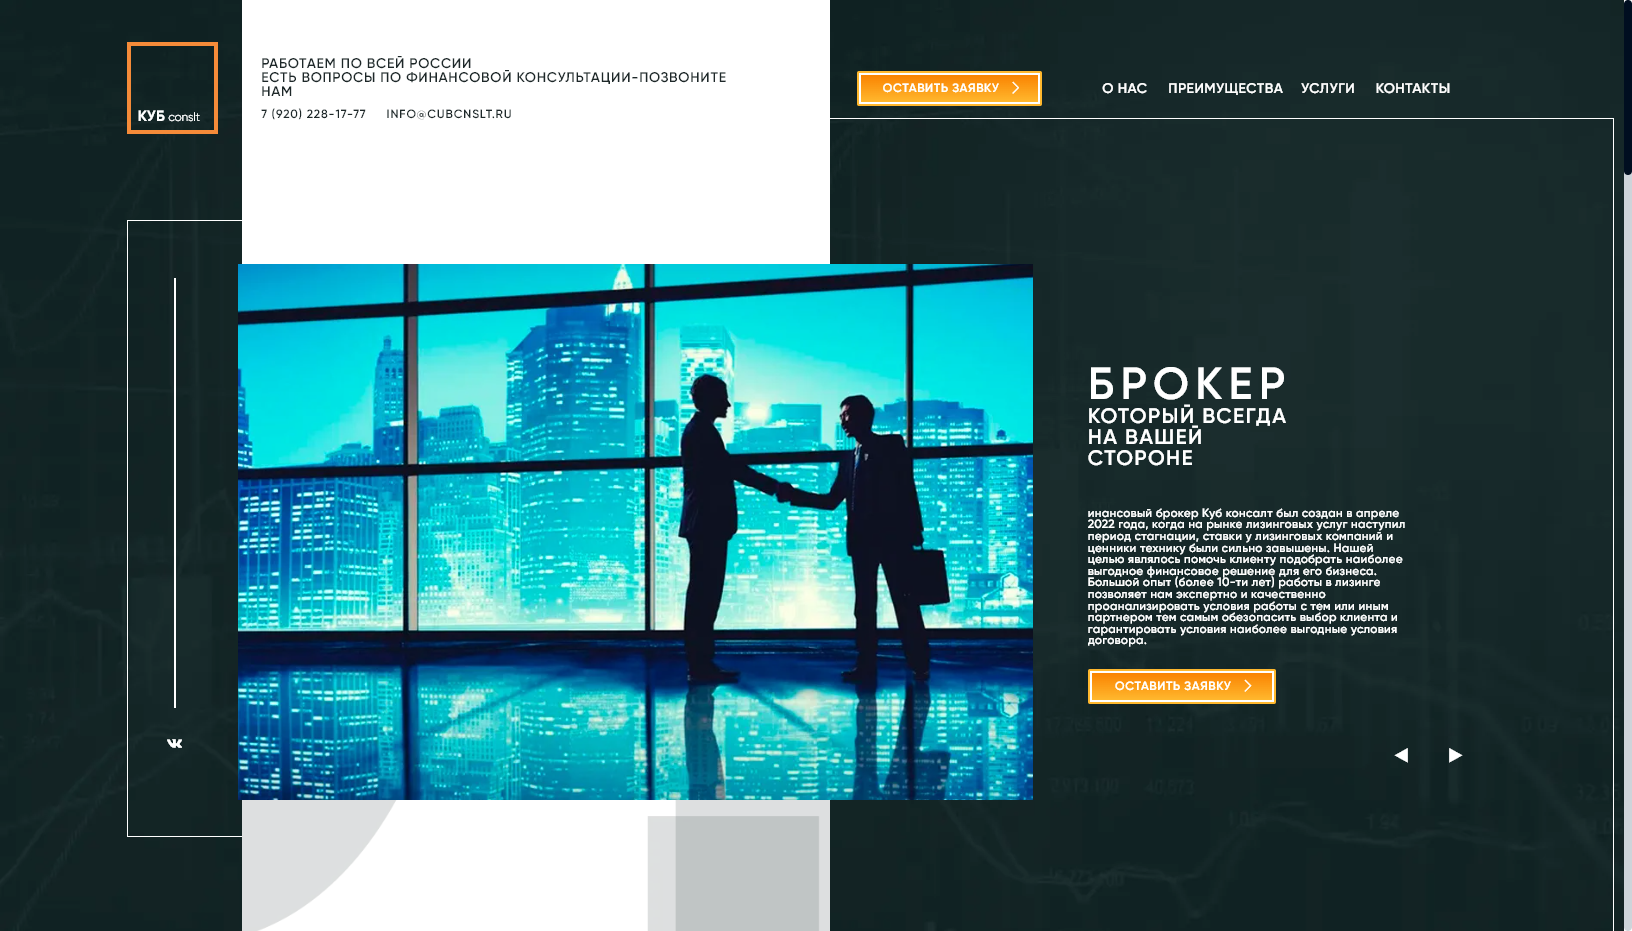 КУБ conslt
РАБОТАЕМ ПО ВСЕЙ РОССИИ
ЕСТЬ ВОПРОСЫ ПО ФИНАНСОВОЙ КОНСУЛЬТАЦИИ-ПОЗВОНИТЕ
НАМ
7 (920) 228-17-77 INFO@CUBCNSLT.RU
ОСТАВИТЬ ЗАЯВКУ
О НАС ПРЕИМУЩЕСТВА УСЛУГИ КОНТАКТЫ
БРОКЕР
КОТОРЫЙ ВСЕГДА
НА ВАШЕЙ
СТОРОНЕ
инансовый брокер Куб консалт был создан в апреле
2022 года, когда на рынке лизинговых услуг наступил
период стагнации, ставки у лизинговых компаний и
ценники технику были сильно завышены. Нашей
целью являлось помочь клиенту подобрать наиболее
выгодное финансовое решение для его бизнеса.
Большой опыт (более 10-ти лет) работы в лизинге
позволяет нам экспертно и качественно
проанализировать условия работы с тем или иным
партнером тем самым обезопасить выбор клиента и
гарантировать условия наиболее выгодные условия
договора.
ОСТАВИТЬ ЗАЯВКУ